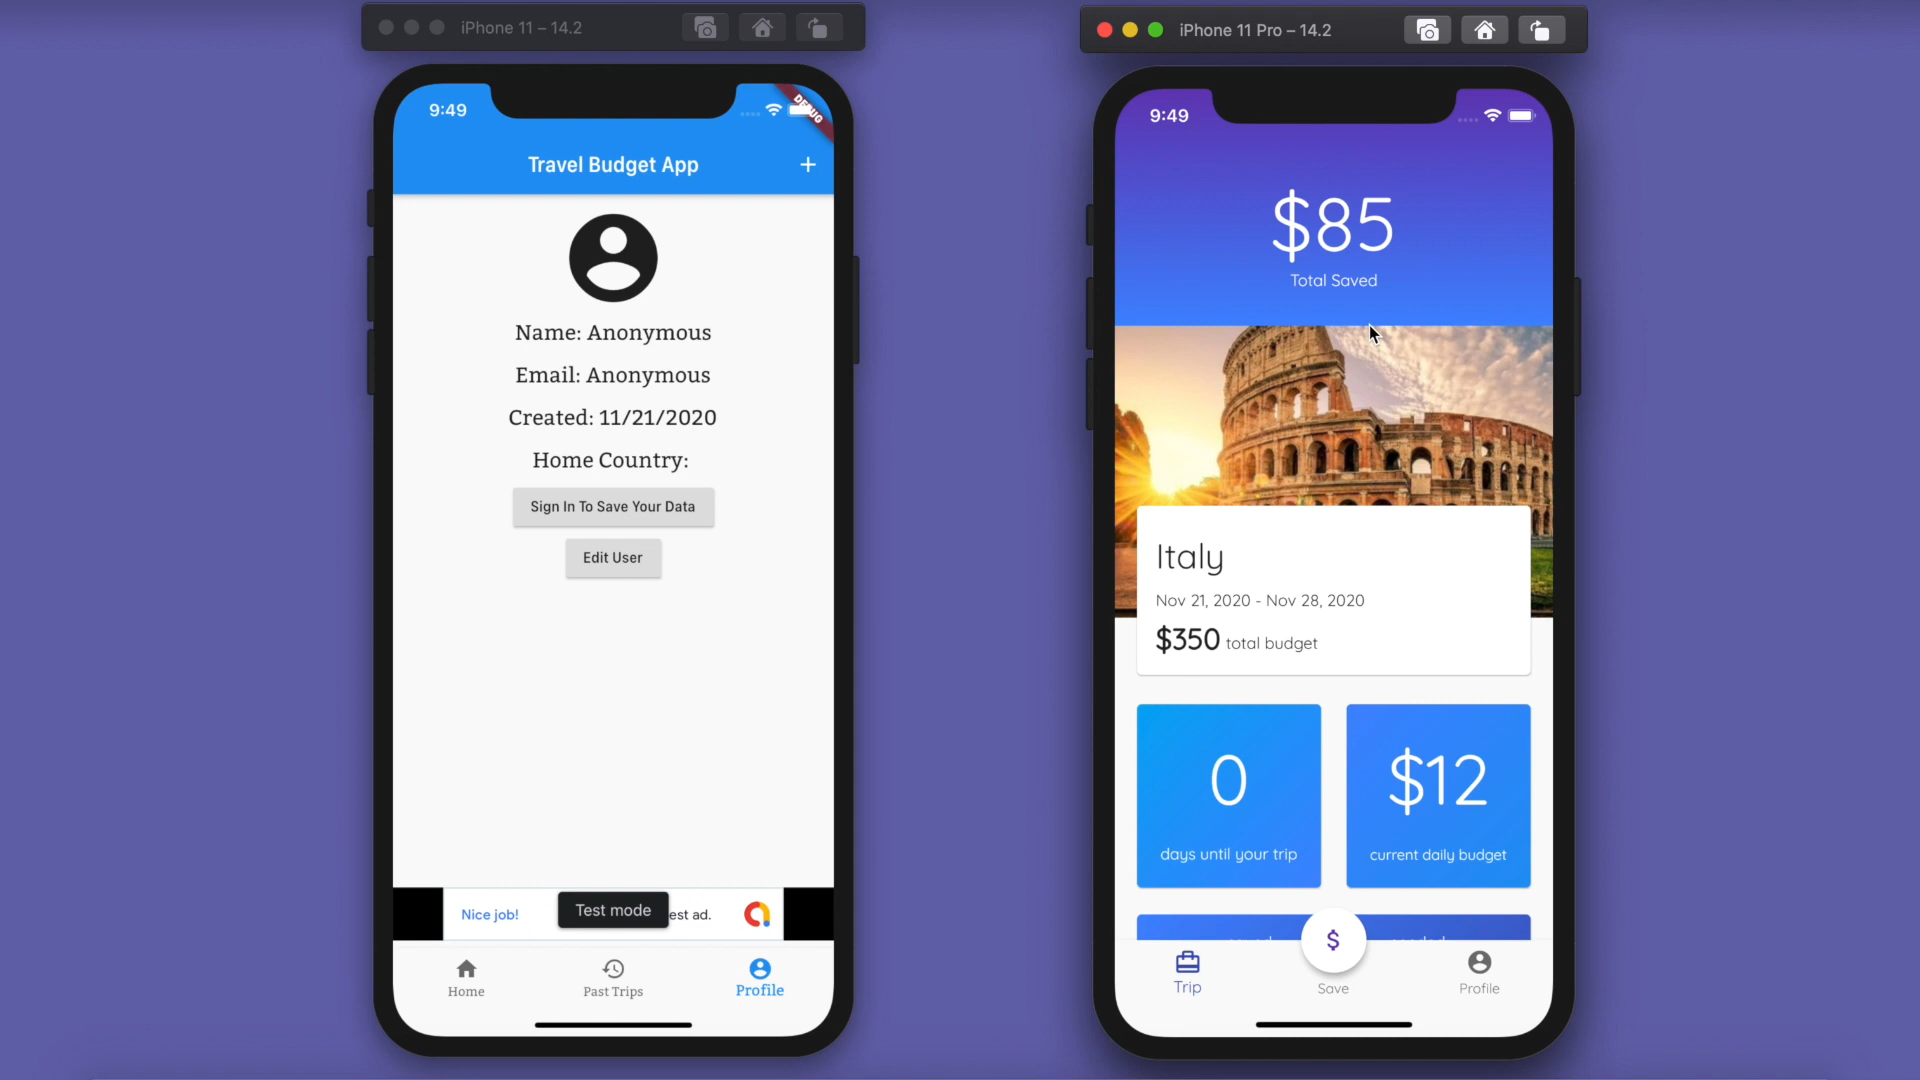 iPhone 11 – 14.2
9:49
DEBUG
Travel Budget App
Name: Anonymous
Email: Anonymous
Created: 11/21/2020
Home Country:
Sign In To Save Your Data
Edit User
Nice job!
Test mode
est ad.
Home
Past Trips
Profile
iPhone 11 Pro – 14.2
9:49
$85
Total Saved
Italy
Nov 21, 2020 - Nov 28, 2020
$350 total budget
0
days until your trip
$12
current daily budget
$
Trip
Save
Profile